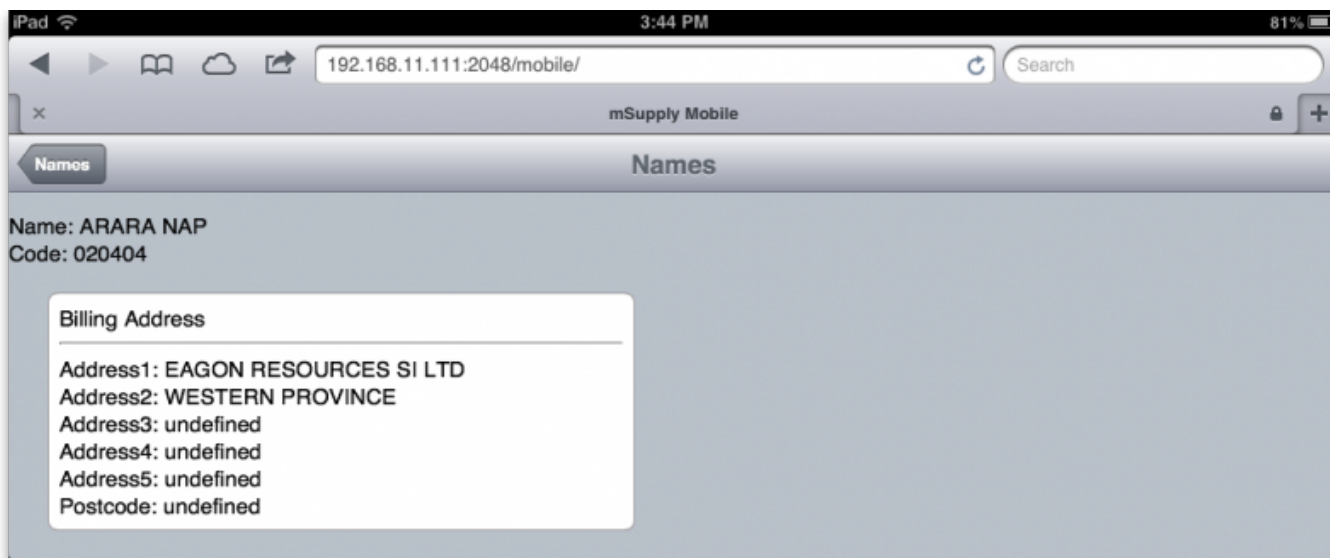 iPad 3:44 PM 81%
192.168.11.111:2048/mobile/ Search
mSupply Mobile
Names Names
Name: ARARA NAP
Code: 020404
Billing Address
Address1: EAGON RESOURCES SI LTD
Address2: WESTERN PROVINCE
Address3: undefined
Address4: undefined
Address5: undefined
Postcode: undefined